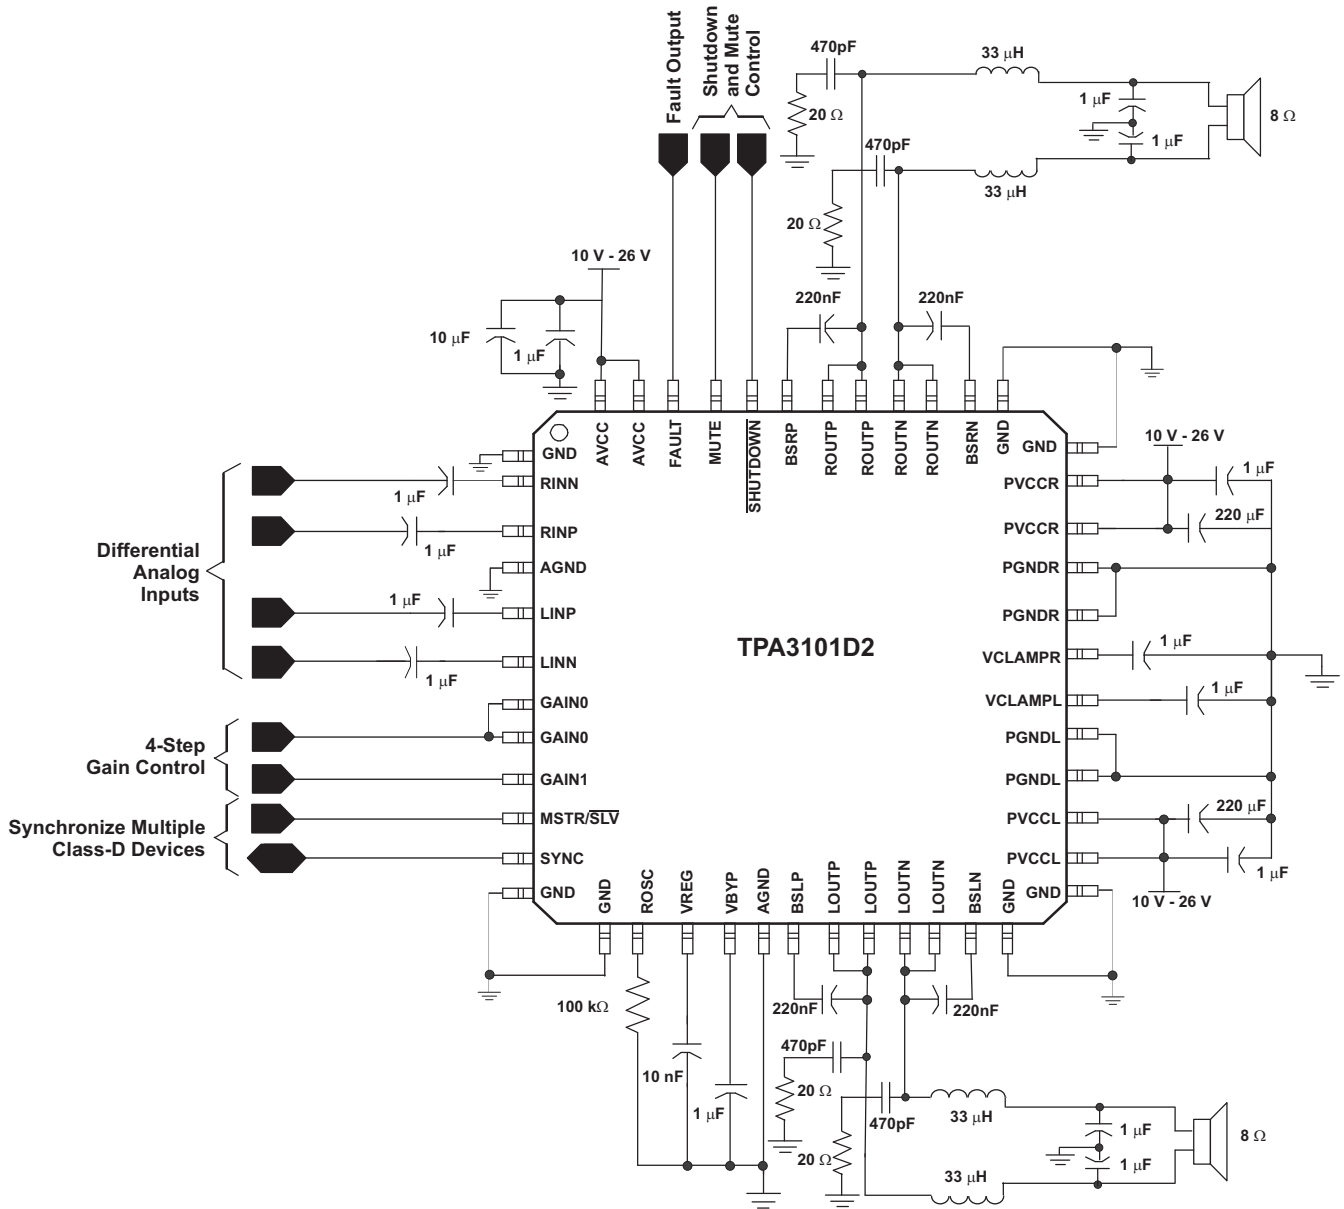 Fault Output
Shutdown
and Mute
Control
470pF
33 μH
20 Ω
1 μF
1 μF
8 Ω
470pF
33 μH
20 Ω
10 V - 26 V
10 μF
1 μF
220nF
220nF
AVCC
AVCC
FAULT
MUTE
SHUTDOWN
BSRP
ROUTP
ROUTP
ROUTN
ROUTN
BSRN
GND
Differential
Analog
Inputs
1 μF
1 μF
1 μF
1 μF
4-Step
Gain Control
Synchronize Multiple
Class-D Devices
GND
RINN
RINP
AGND
LINP
LINN
GAIN0
GAIN0
GAIN1
MSTR/SLV
SYNC
GND
TPA3101D2
GND
PVCCR
PVCCR
PGNDR
PGNDR
VCLAMPR
VCLAMPL
PGNDL
PGNDL
PVCCL
PVCCL
GND
10 V - 26 V
1 μF
220 μF
1 μF
1 μF
220 μF
1 μF
10 V - 26 V
GND
ROSC
VREG
VBYP
AGND
BSLP
LOUTP
LOUTP
LOUTN
LOUTN
BSLN
GND
100 kΩ
220nF
220nF
10 nF
1 μF
470pF
20 Ω
470pF
20 Ω
33 μH
1 μF
1 μF
8 Ω
33 μH